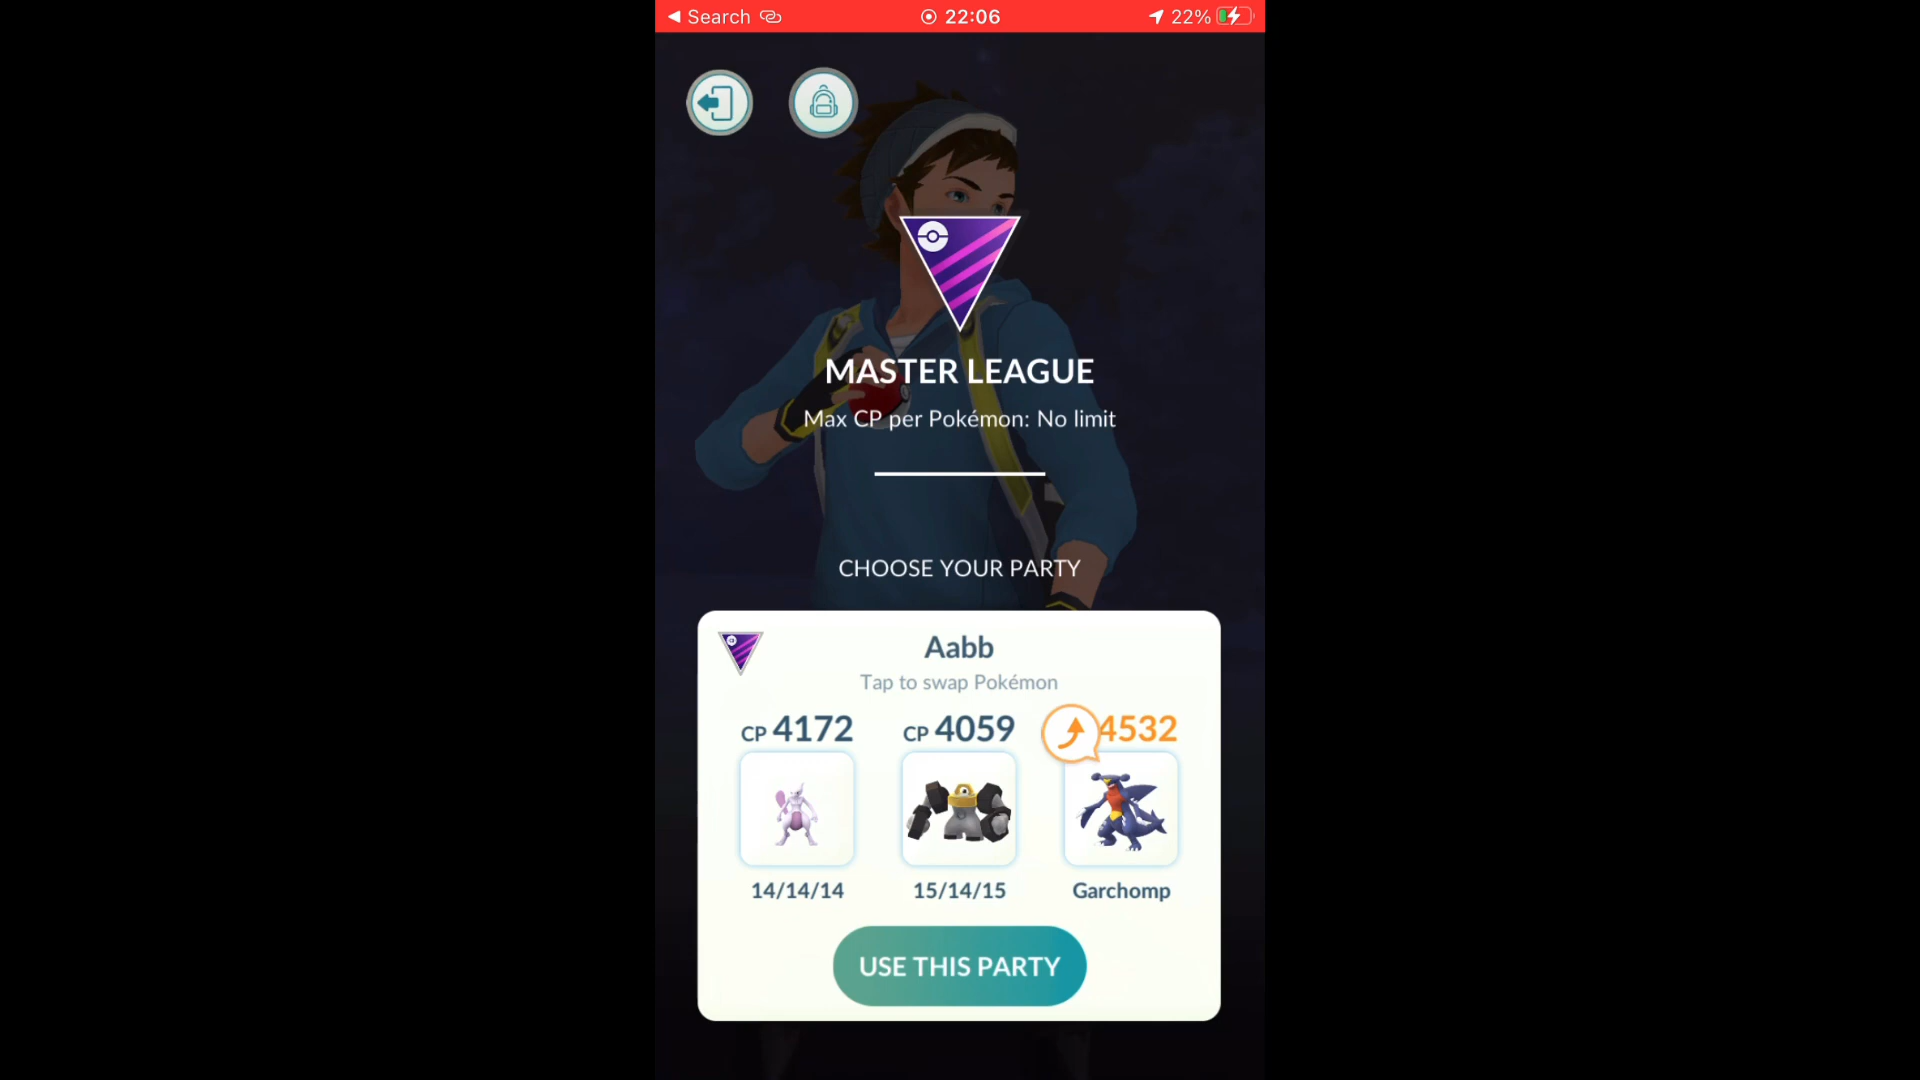 Search
22:06
22%
MASTER LEAGUE
Max CP per Pokémon: No limit
CHOOSE YOUR PARTY
Aabb
Tap to swap Pokémon
CP 4172 CP 4059 4532
14/14/14 15/14/15 Garchomp
USE THIS PARTY